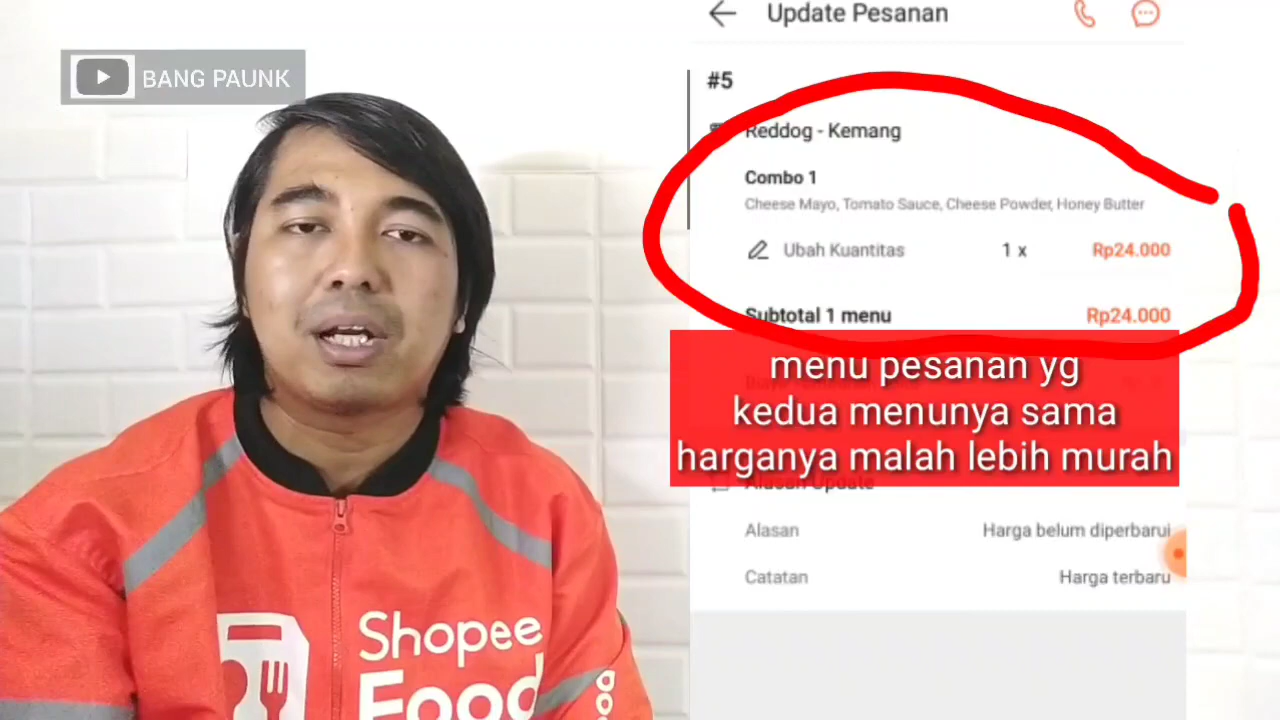 BANG PAUNK
Update Pesanan
#5
Reddog - Kemang
Combo 1
Cheese Mayo, Tomato Sauce, Cheese Powder, Honey Butter
Ubah Kuantitas 1 x Rp24.000
Subtotal 1 menu Rp24.000
menu pesanan yg
kedua menunya sama
harganya malah lebih murah
Alasan Update
Alasan Harga belum diperbarui
Catatan Harga terbaru
Shopee
Food